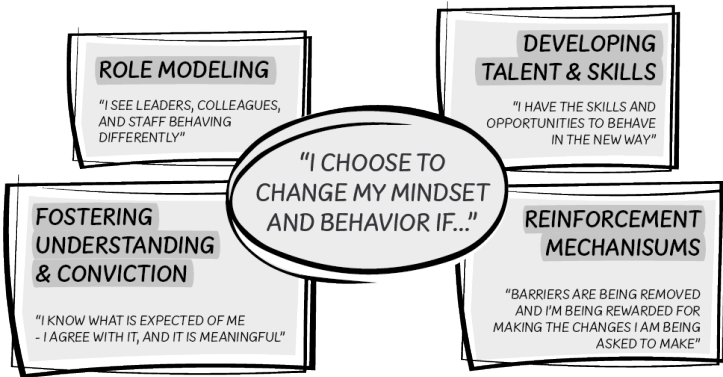 ROLE MODELING
"I SEE LEADERS, COLLEAGUES,
AND STAFF BEHAVING
DIFFERENTLY"
DEVELOPING
TALENT & SKILLS
"I HAVE THE SKILLS AND
OPPORTUNITIES TO BEHAVE
IN THE NEW WAY"
"I CHOOSE TO
CHANGE MY MINDSET
AND BEHAVIOR IF..."
FOSTERING
UNDERSTANDING
& CONVICTION
"I KNOW WHAT IS EXPECTED OF ME
- I AGREE WITH IT, AND IT IS MEANINGFUL"
REINFORCEMENT
MECHANISUMS
"BARRIERS ARE BEING REMOVED
AND I'M BEING REWARDED FOR
MAKING THE CHANGES I AM BEING
ASKED TO MAKE"